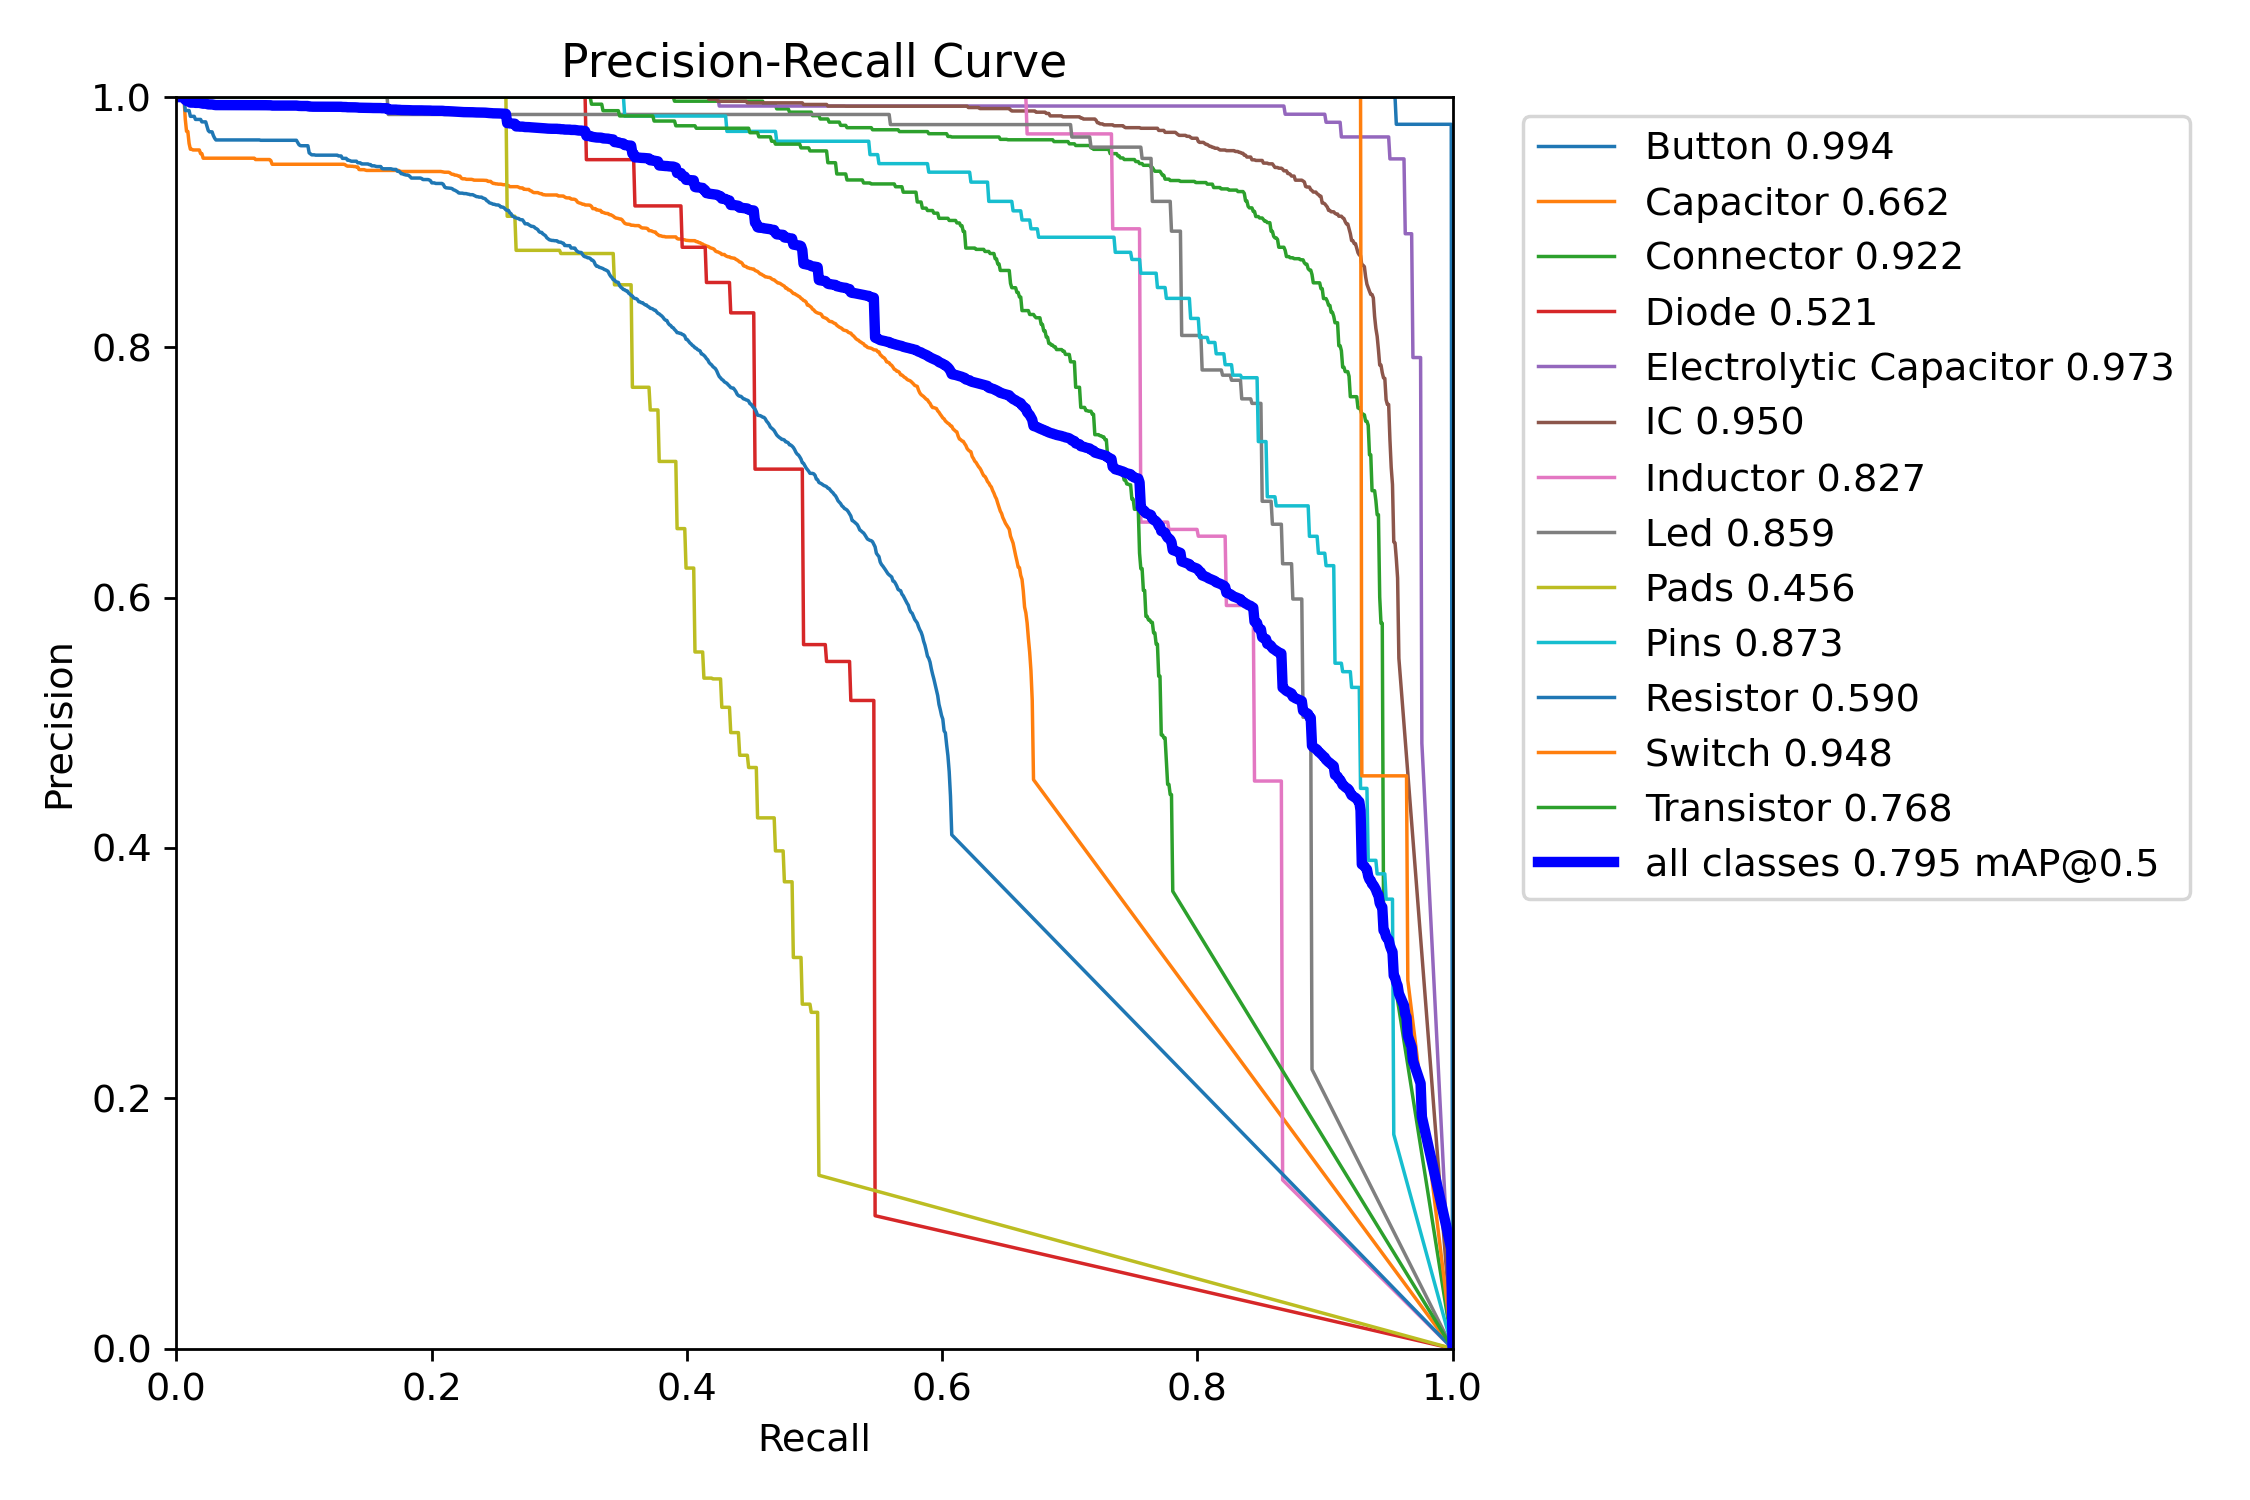 Precision-Recall Curve
1.0
0.8
0.6
0.4
0.2
0.0
Precision
0.0 0.2 0.4 0.6 0.8 1.0
Recall
Button 0.994
Capacitor 0.662
Connector 0.922
Diode 0.521
Electrolytic Capacitor 0.973
IC 0.950
Inductor 0.827
Led 0.859
Pads 0.456
Pins 0.873
Resistor 0.590
Switch 0.948
Transistor 0.768
all classes 0.795 mAP@0.5